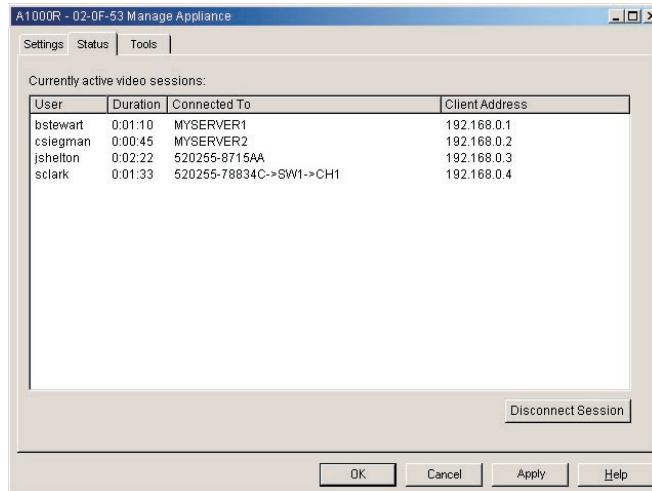 A1000R - 02-0F-53 Manage Appliance
Settings Status Tools
Currently active video sessions:
User Duration Connected To Client Address
bstewart 0:01:10 MYSERVER1 192.168.0.1
csiegman 0:00:45 MYSERVER2 192.168.0.2
jshelton 0:02:22 520255-8715AA 192.168.0.3
sclark 0:01:33 520255-78834C->SW1->CH1 192.168.0.4
Disconnect Session
OK Cancel Apply Help